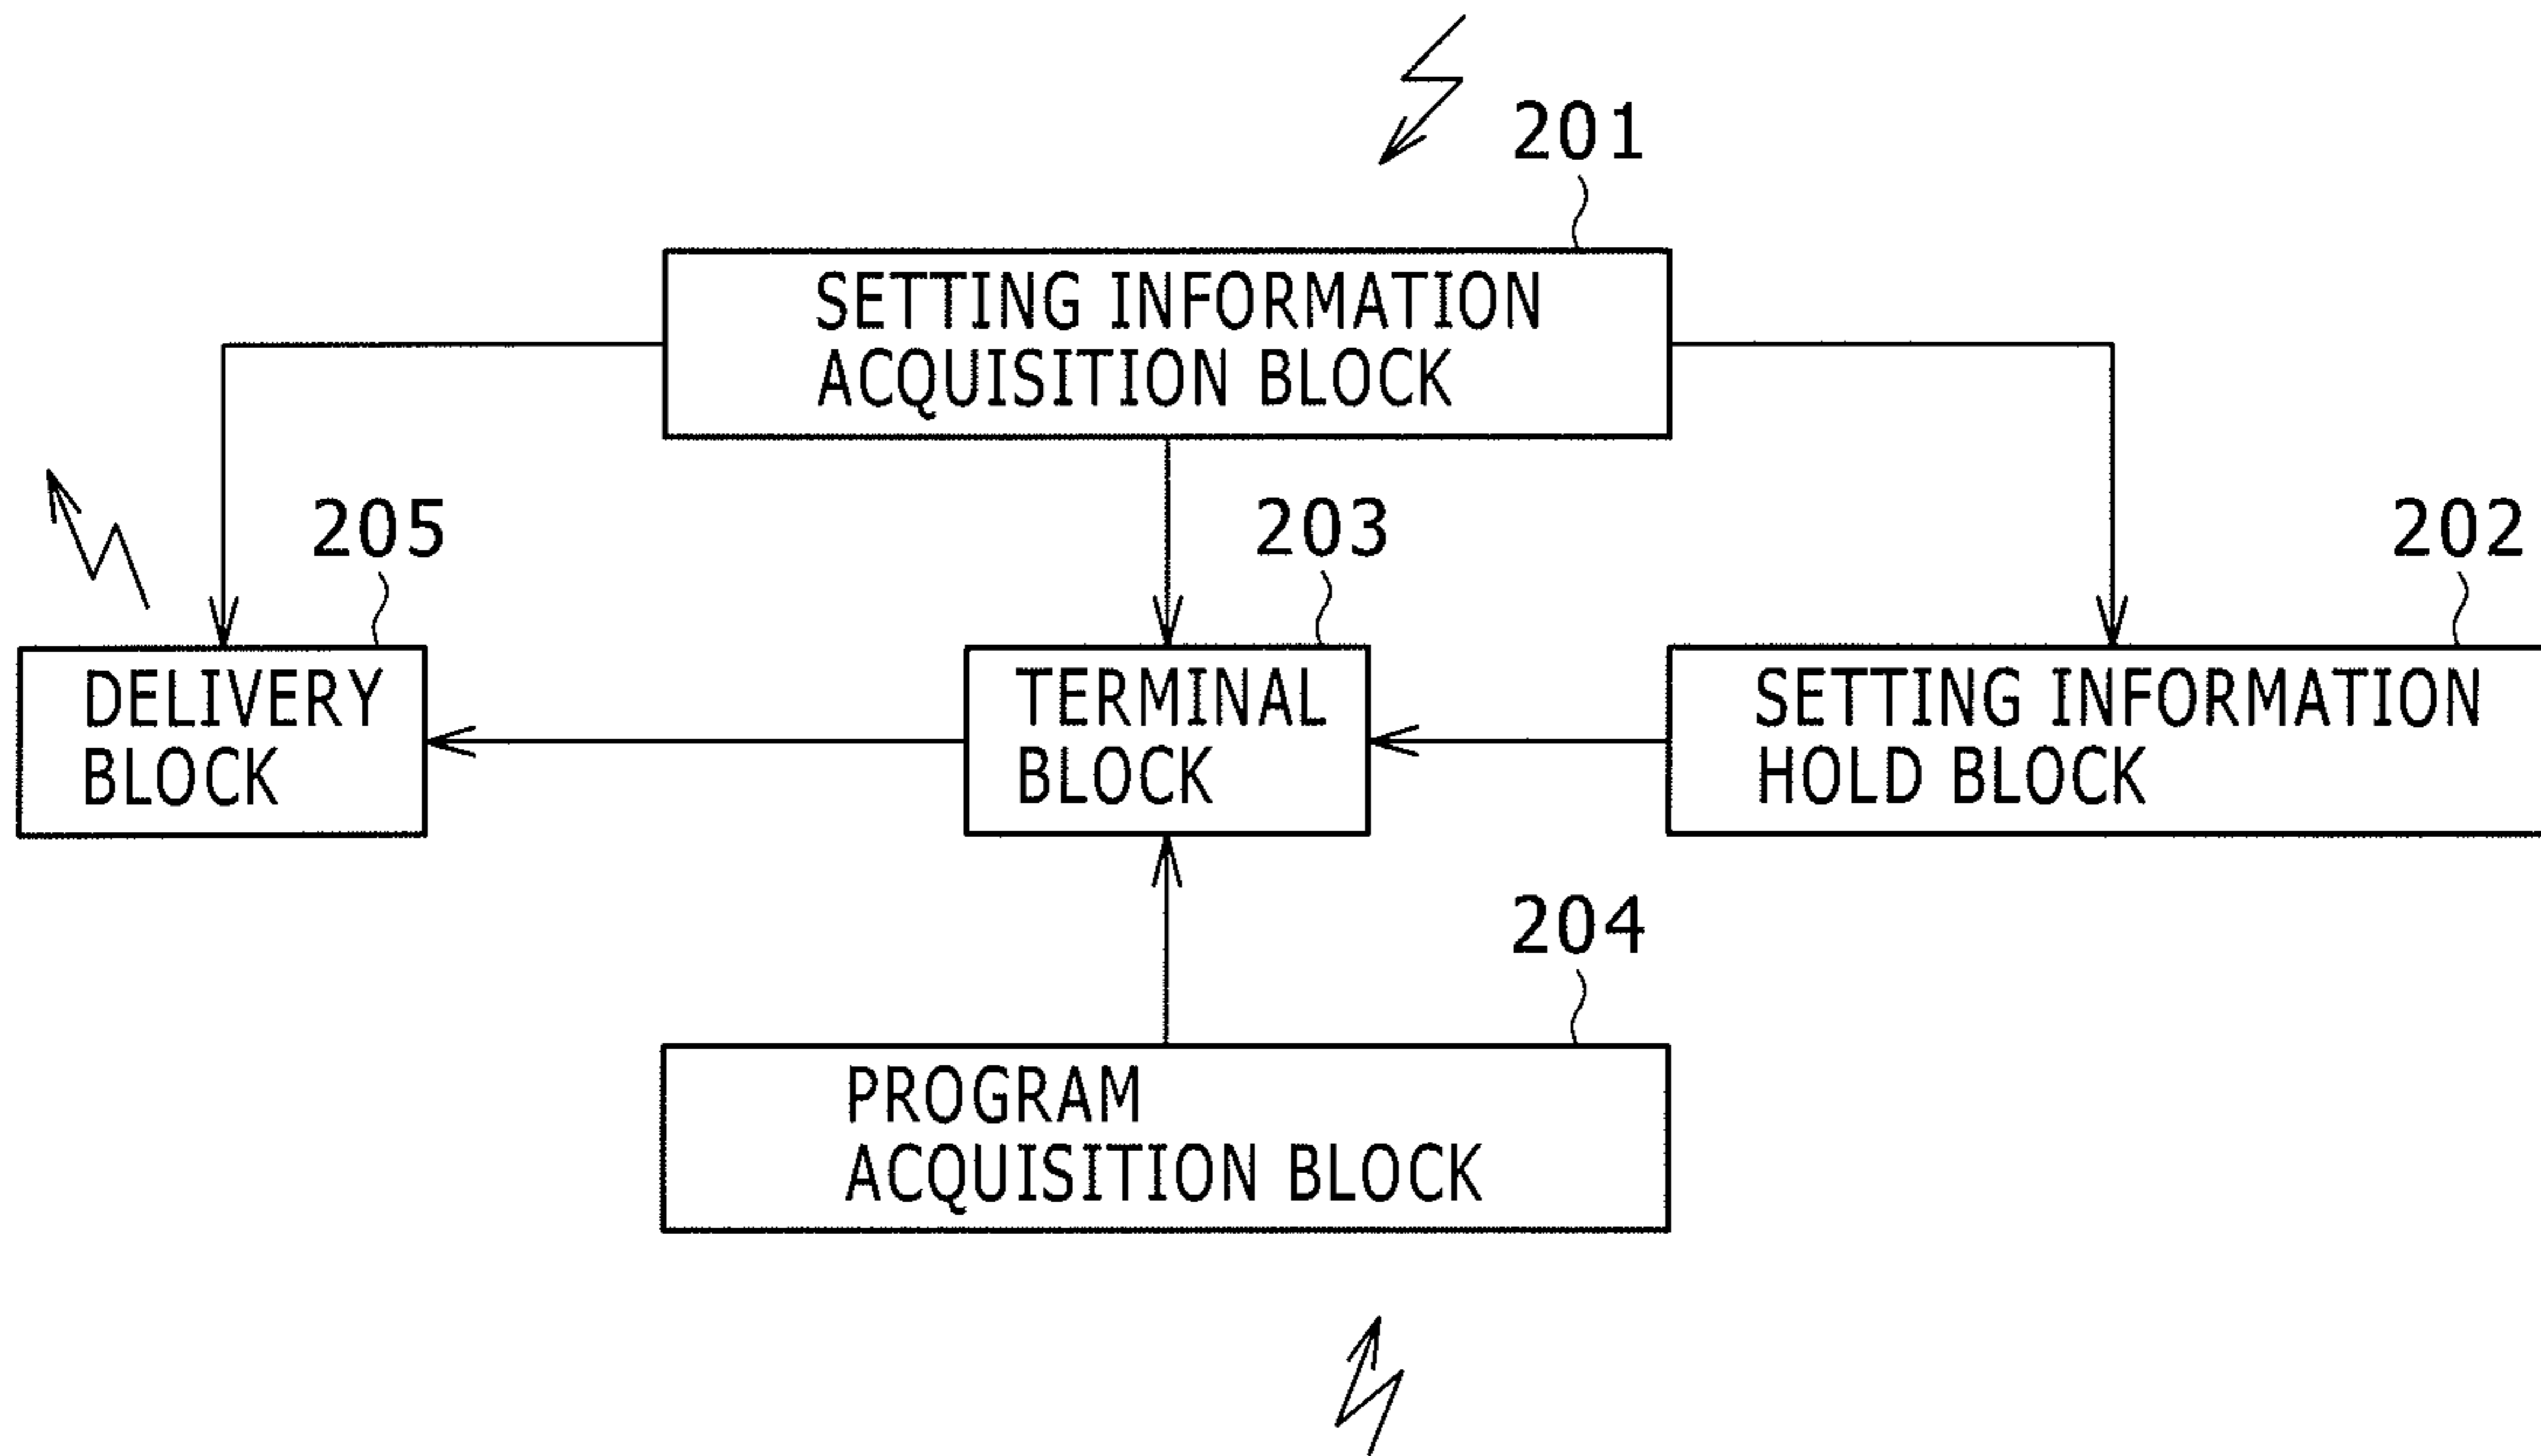 201
SETTING INFORMATION
ACQUISITION BLOCK
205
203
202
DELIVERY
BLOCK
TERMINAL
BLOCK
SETTING INFORMATION
HOLD BLOCK
204
PROGRAM
ACQUISITION BLOCK